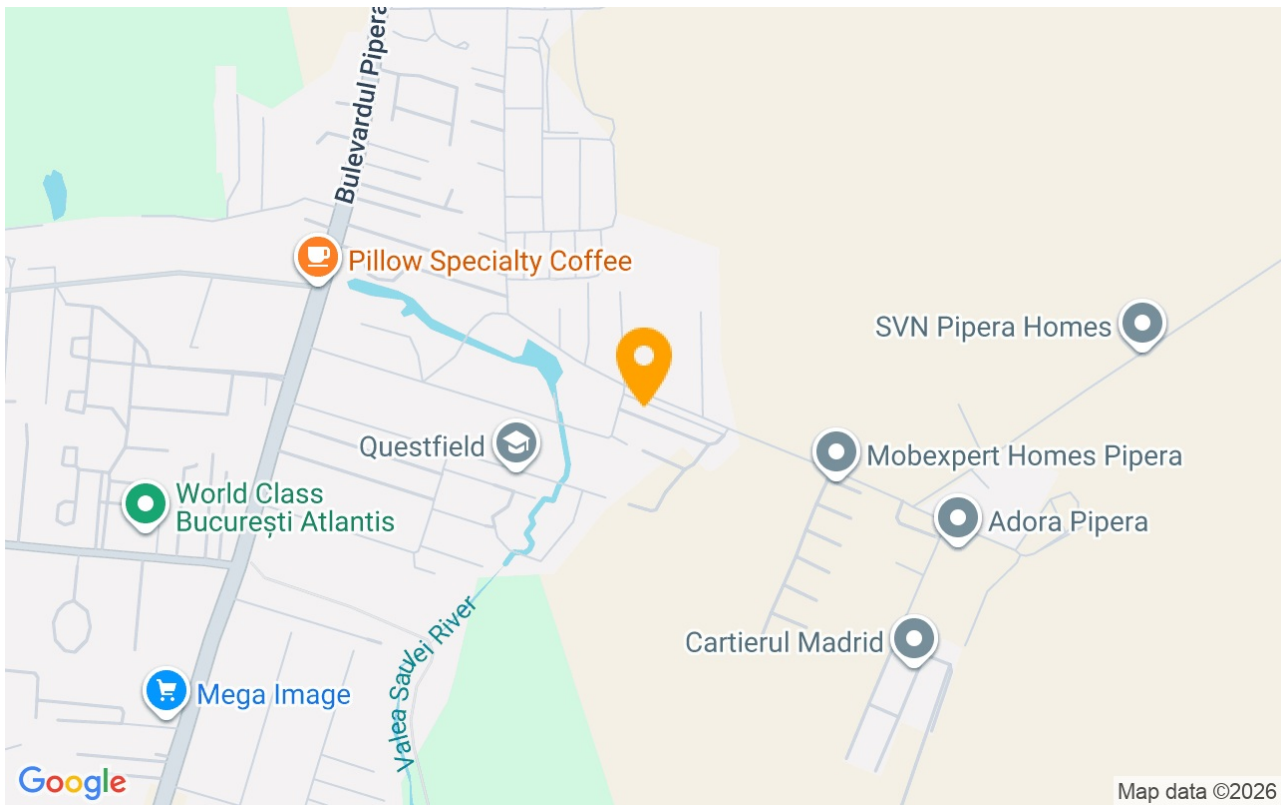 Bulevardul Pipera
Pillow Specialty Coffee
SVN Pipera Homes
Questfield
Mobexpert Homes Pipera
World Class
București Atlantis
Adora Pipera
Cartierul Madrid
Valea Saulei River
Mega Image
Google
Map data ©2026